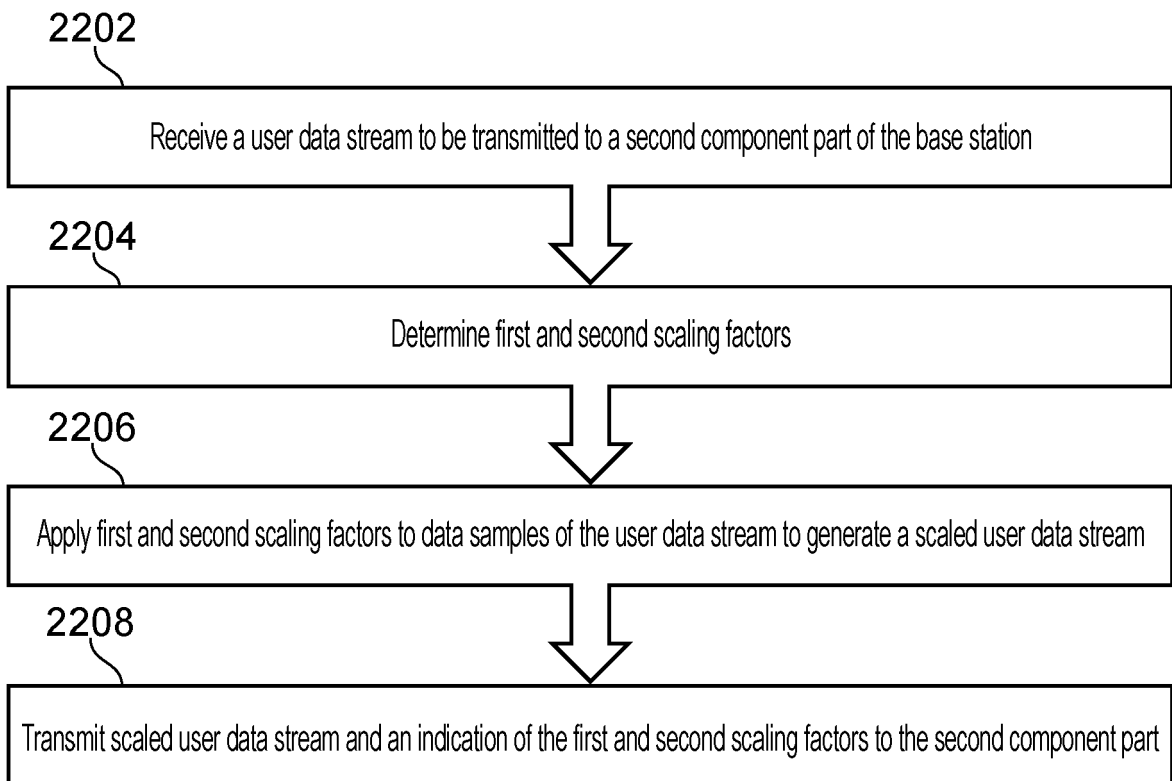 2202
Receive a user data stream to be transmitted to a second component part of the base station
2204
Determine first and second scaling factors
2206
Apply first and second scaling factors to data samples of the user data stream to generate a scaled user data stream
2208
Transmit scaled user data stream and an indication of the first and second scaling factors to the second component part